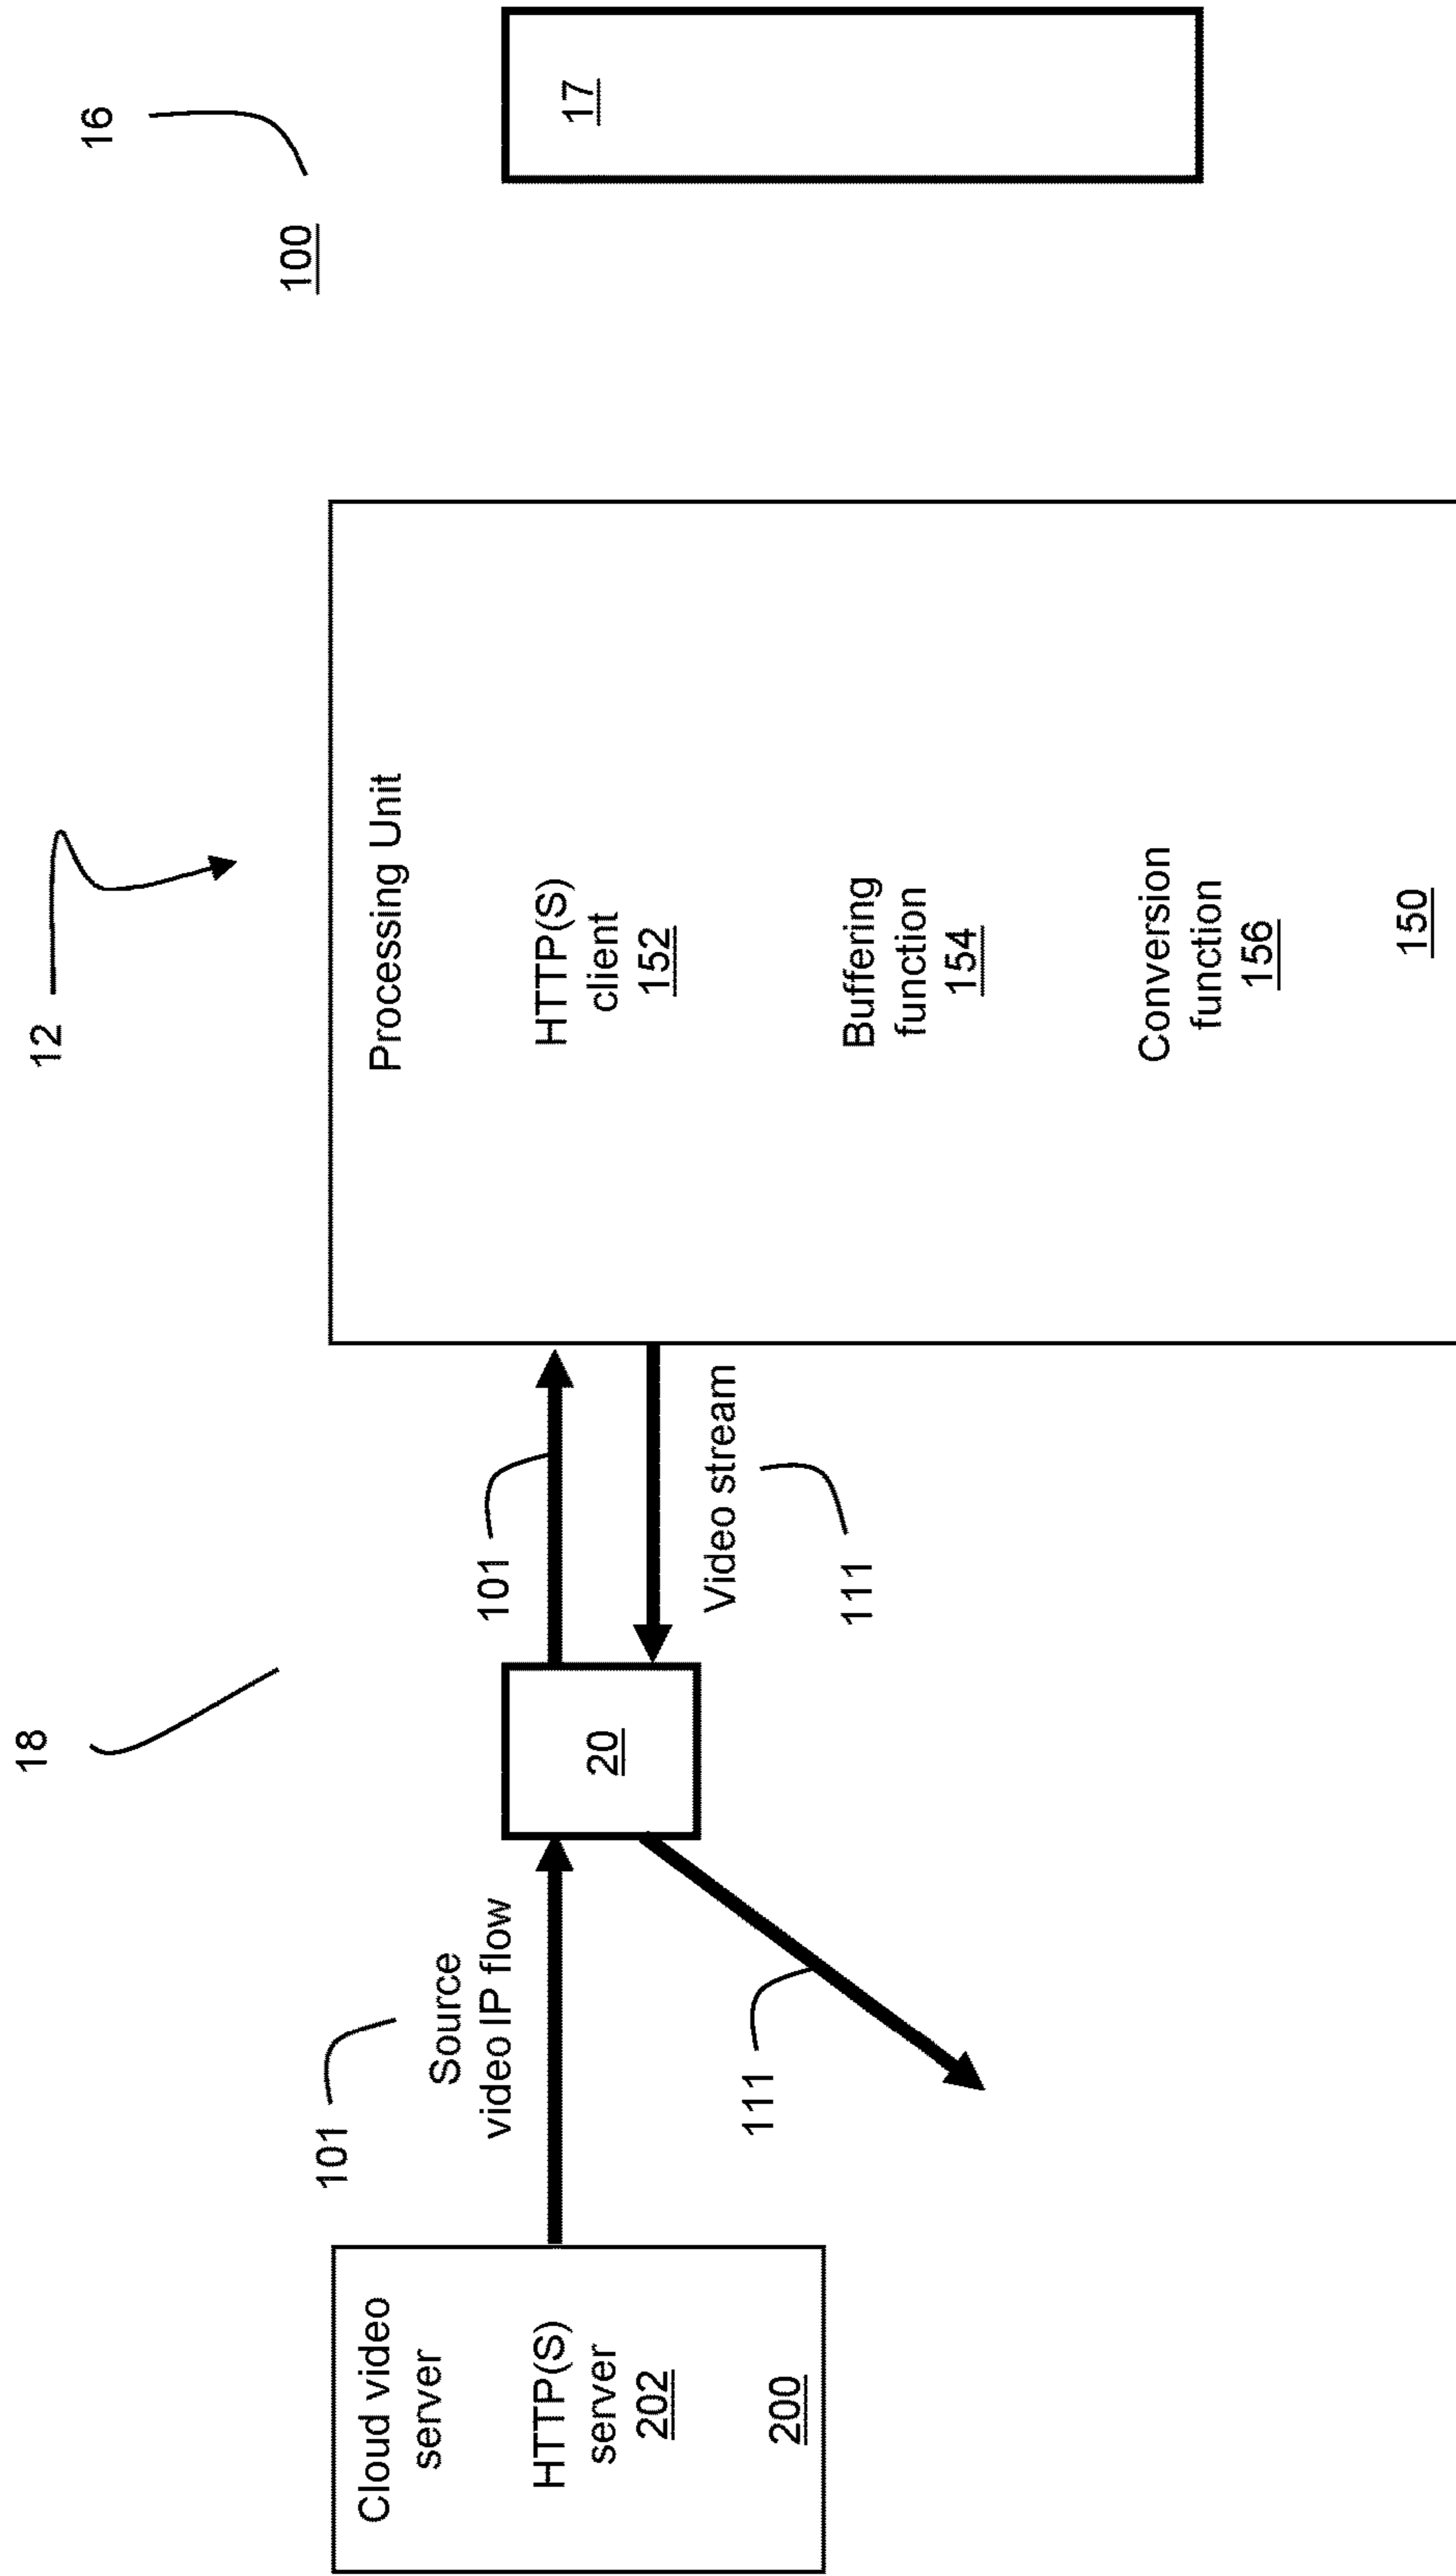 12
16
18
100
101
Source
video IP flow
Cloud video
server
HTTP(S)
server
202
200
20
101
Video stream
111
111
Processing Unit
HTTP(S)
client
152
Buffering
function
154
Conversion
function
156
150
17